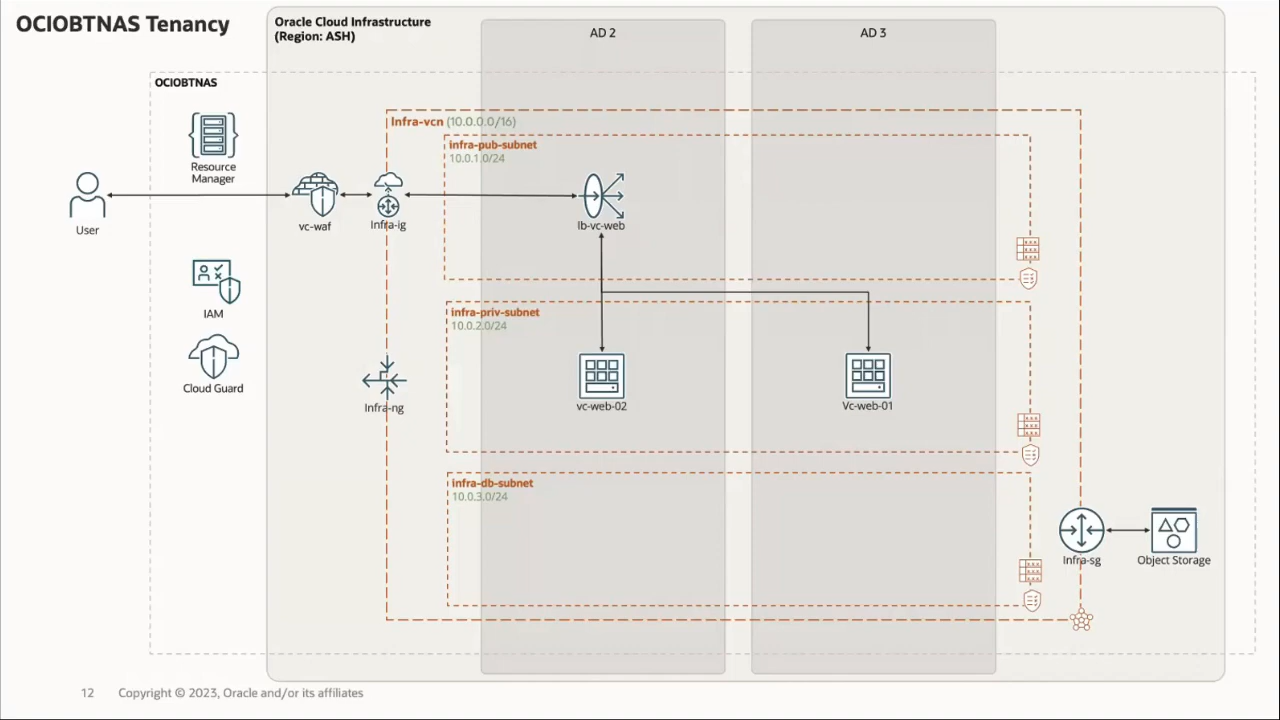 OCIOBTNAS Tenancy
Oracle Cloud Infrastructure
(Region: ASH)
AD 2
AD 3
OCIOBTNAS
Resource
Manager
User
IAM
Cloud Guard
vc-waf
Infra-vcn (10.0.0.0/16)
Infra-ig
infra-pub-subnet
10.0.1.0/24
lb-vc-web
infra-priv-subnet
10.0.2.0/24
Infra-ng
vc-web-02
Vc-web-01
infra-db-subnet
10.0.3.0/24
Infra-sg
Object Storage
12 Copyright © 2023, Oracle and/or its affiliates